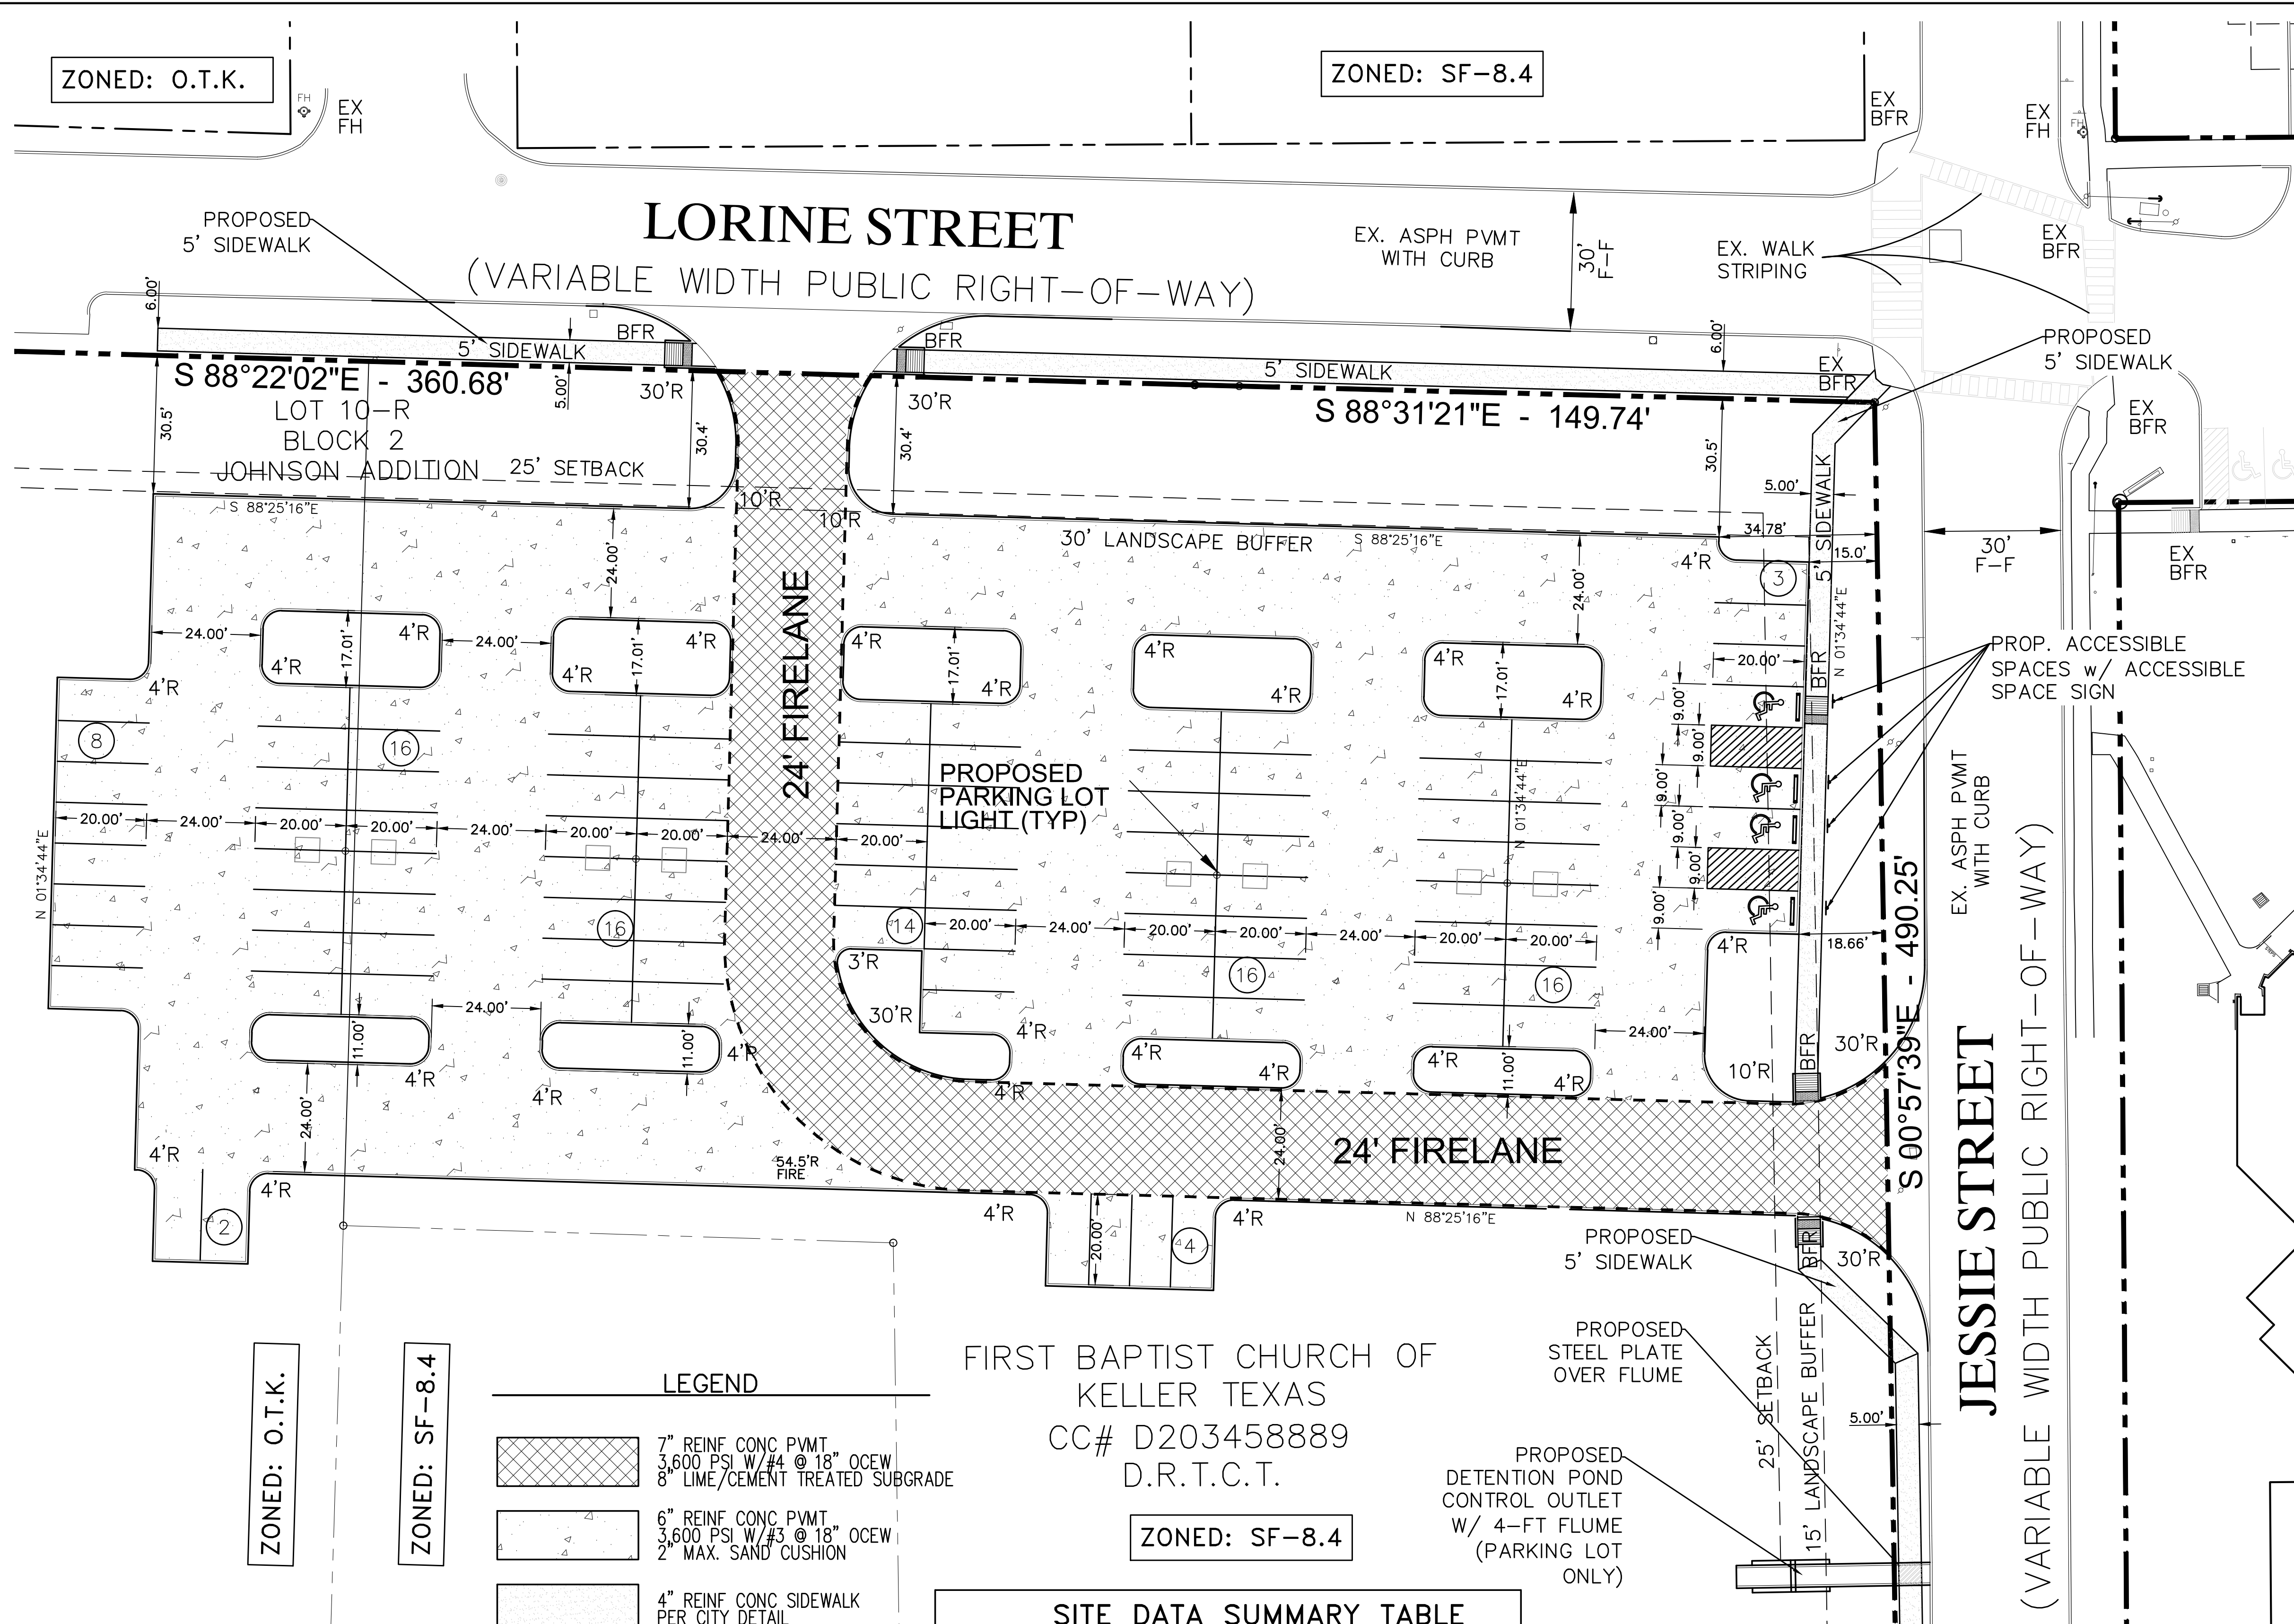 ZONED: O.T.K.
FH
EX
FH
ZONED: SF-8.4
EX
BFR
EX
FH
FH
PROPOSED
5' SIDEWALK
LORINE STREET
(VARIABLE WIDTH PUBLIC RIGHT-OF-WAY)
EX. ASPH PVMT
WITH CURB
30'
F-F
EX. WALK
STRIPING
EX
BFR
6.00'
5' SIDEWALK
BFR
BFR
5' SIDEWALK
6.00'
EX
BFR
PROPOSED
5' SIDEWALK
S 88°22'02"E - 360.68'
LOT 10-R
BLOCK 2
JOHNSON ADDITION
25' SETBACK
5.00'
30'R
30'R
S 88°31'21"E - 149.74'
EX
BFR
30.5'
30.4'
30.4'
30.5'
5.00'
5' SIDEWALK
S 88°25'16"E
10'R
10'R
30' LANDSCAPE BUFFER
S 88°25'16"E
34.78'
15.0'
4'R
3
30'
F-F
EX
BFR
24.00'
24' FIRELANE
24.00'
N 01°34'44"E
24.00'
4'R
4'R
17.01'
24.00'
4'R
4'R
17.01'
4'R
4'R
17.01'
4'R
4'R
4'R
4'R
17.01'
20.00'
BFR
PROP. ACCESSIBLE
SPACES w/ ACCESSIBLE
SPACE SIGN
4'R
8
16
PROPOSED
PARKING LOT
LIGHT (TYP)
N 01°34'44"E
9.00'
9.00'
9.00'
9.00'
9.00'
9.00'
EX. ASPH PVMT
WITH CURB
N 01°34'44"E
20.00'
24.00'
20.00'
20.00'
24.00'
20.00'
20.00'
24.00'
20.00'
16
14
20.00'
24.00'
20.00'
20.00'
24.00'
20.00'
20.00'
16
16
4'R
18.66'
S 00°57'39"E - 490.25'
3'R
30'R
4'R
24.00'
11.00'
4'R
11.00'
4'R
4'R
4'R
4'R
4'R
4'R
4'R
11.00'
24.00'
10'R
BFR
30'R
JESSIE STREET
(VARIABLE WIDTH PUBLIC RIGHT-OF-WAY)
24.00'
4'R
4'R
2
54.5'R
FIRE
24.00'
24' FIRELANE
4'R
20.00'
4
4'R
N 88°25'16"E
PROPOSED
5' SIDEWALK
BFR
30'R
PROPOSED
STEEL PLATE
OVER FLUME
25' SETBACK
15' LANDSCAPE BUFFER
5.00'
PROPOSED
DETENTION POND
CONTROL OUTLET
W/ 4-FT FLUME
(PARKING LOT
ONLY)
ZONED: O.T.K.
ZONED: SF-8.4
LEGEND
7" REINF CONC PVMT
3,600 PSI W/#4 @ 18" OCEW
8" LIME/CEMENT TREATED SUBGRADE
6" REINF CONC PVMT
3,600 PSI W/#3 @ 18" OCEW
2" MAX. SAND CUSHION
4" REINF CONC SIDEWALK
PER CITY DETAIL
FIRST BAPTIST CHURCH OF
KELLER TEXAS
CC# D203458889
D.R.T.C.T.
ZONED: SF-8.4
SITE DATA SUMMARY TABLE